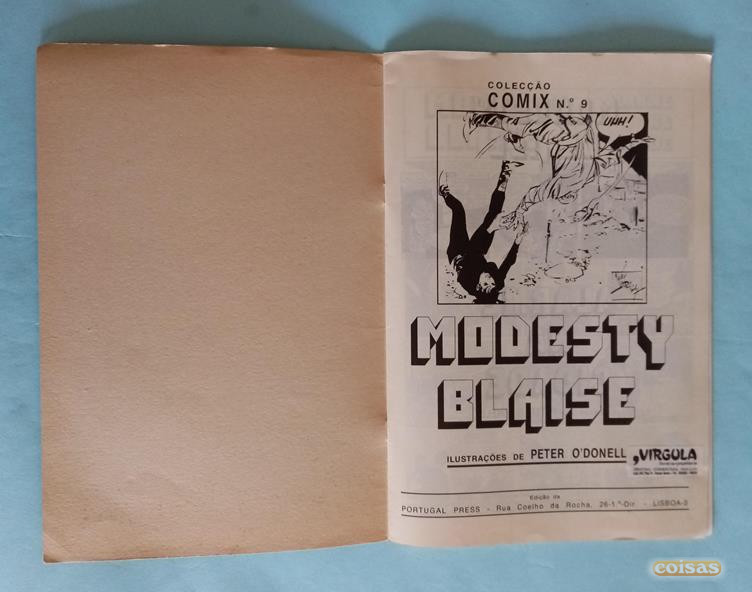 COLECÇÃO
COMIX N.º 9
UHH!
MODESTY
BLAISE
ILUSTRAÇÕES DE PETER O'DONELL
,VIRGULA
Edição da
PORTUGAL PRESS - Rua Coelho da Rocha, 26-1.º-Dir. - LISBOA-3
coisas